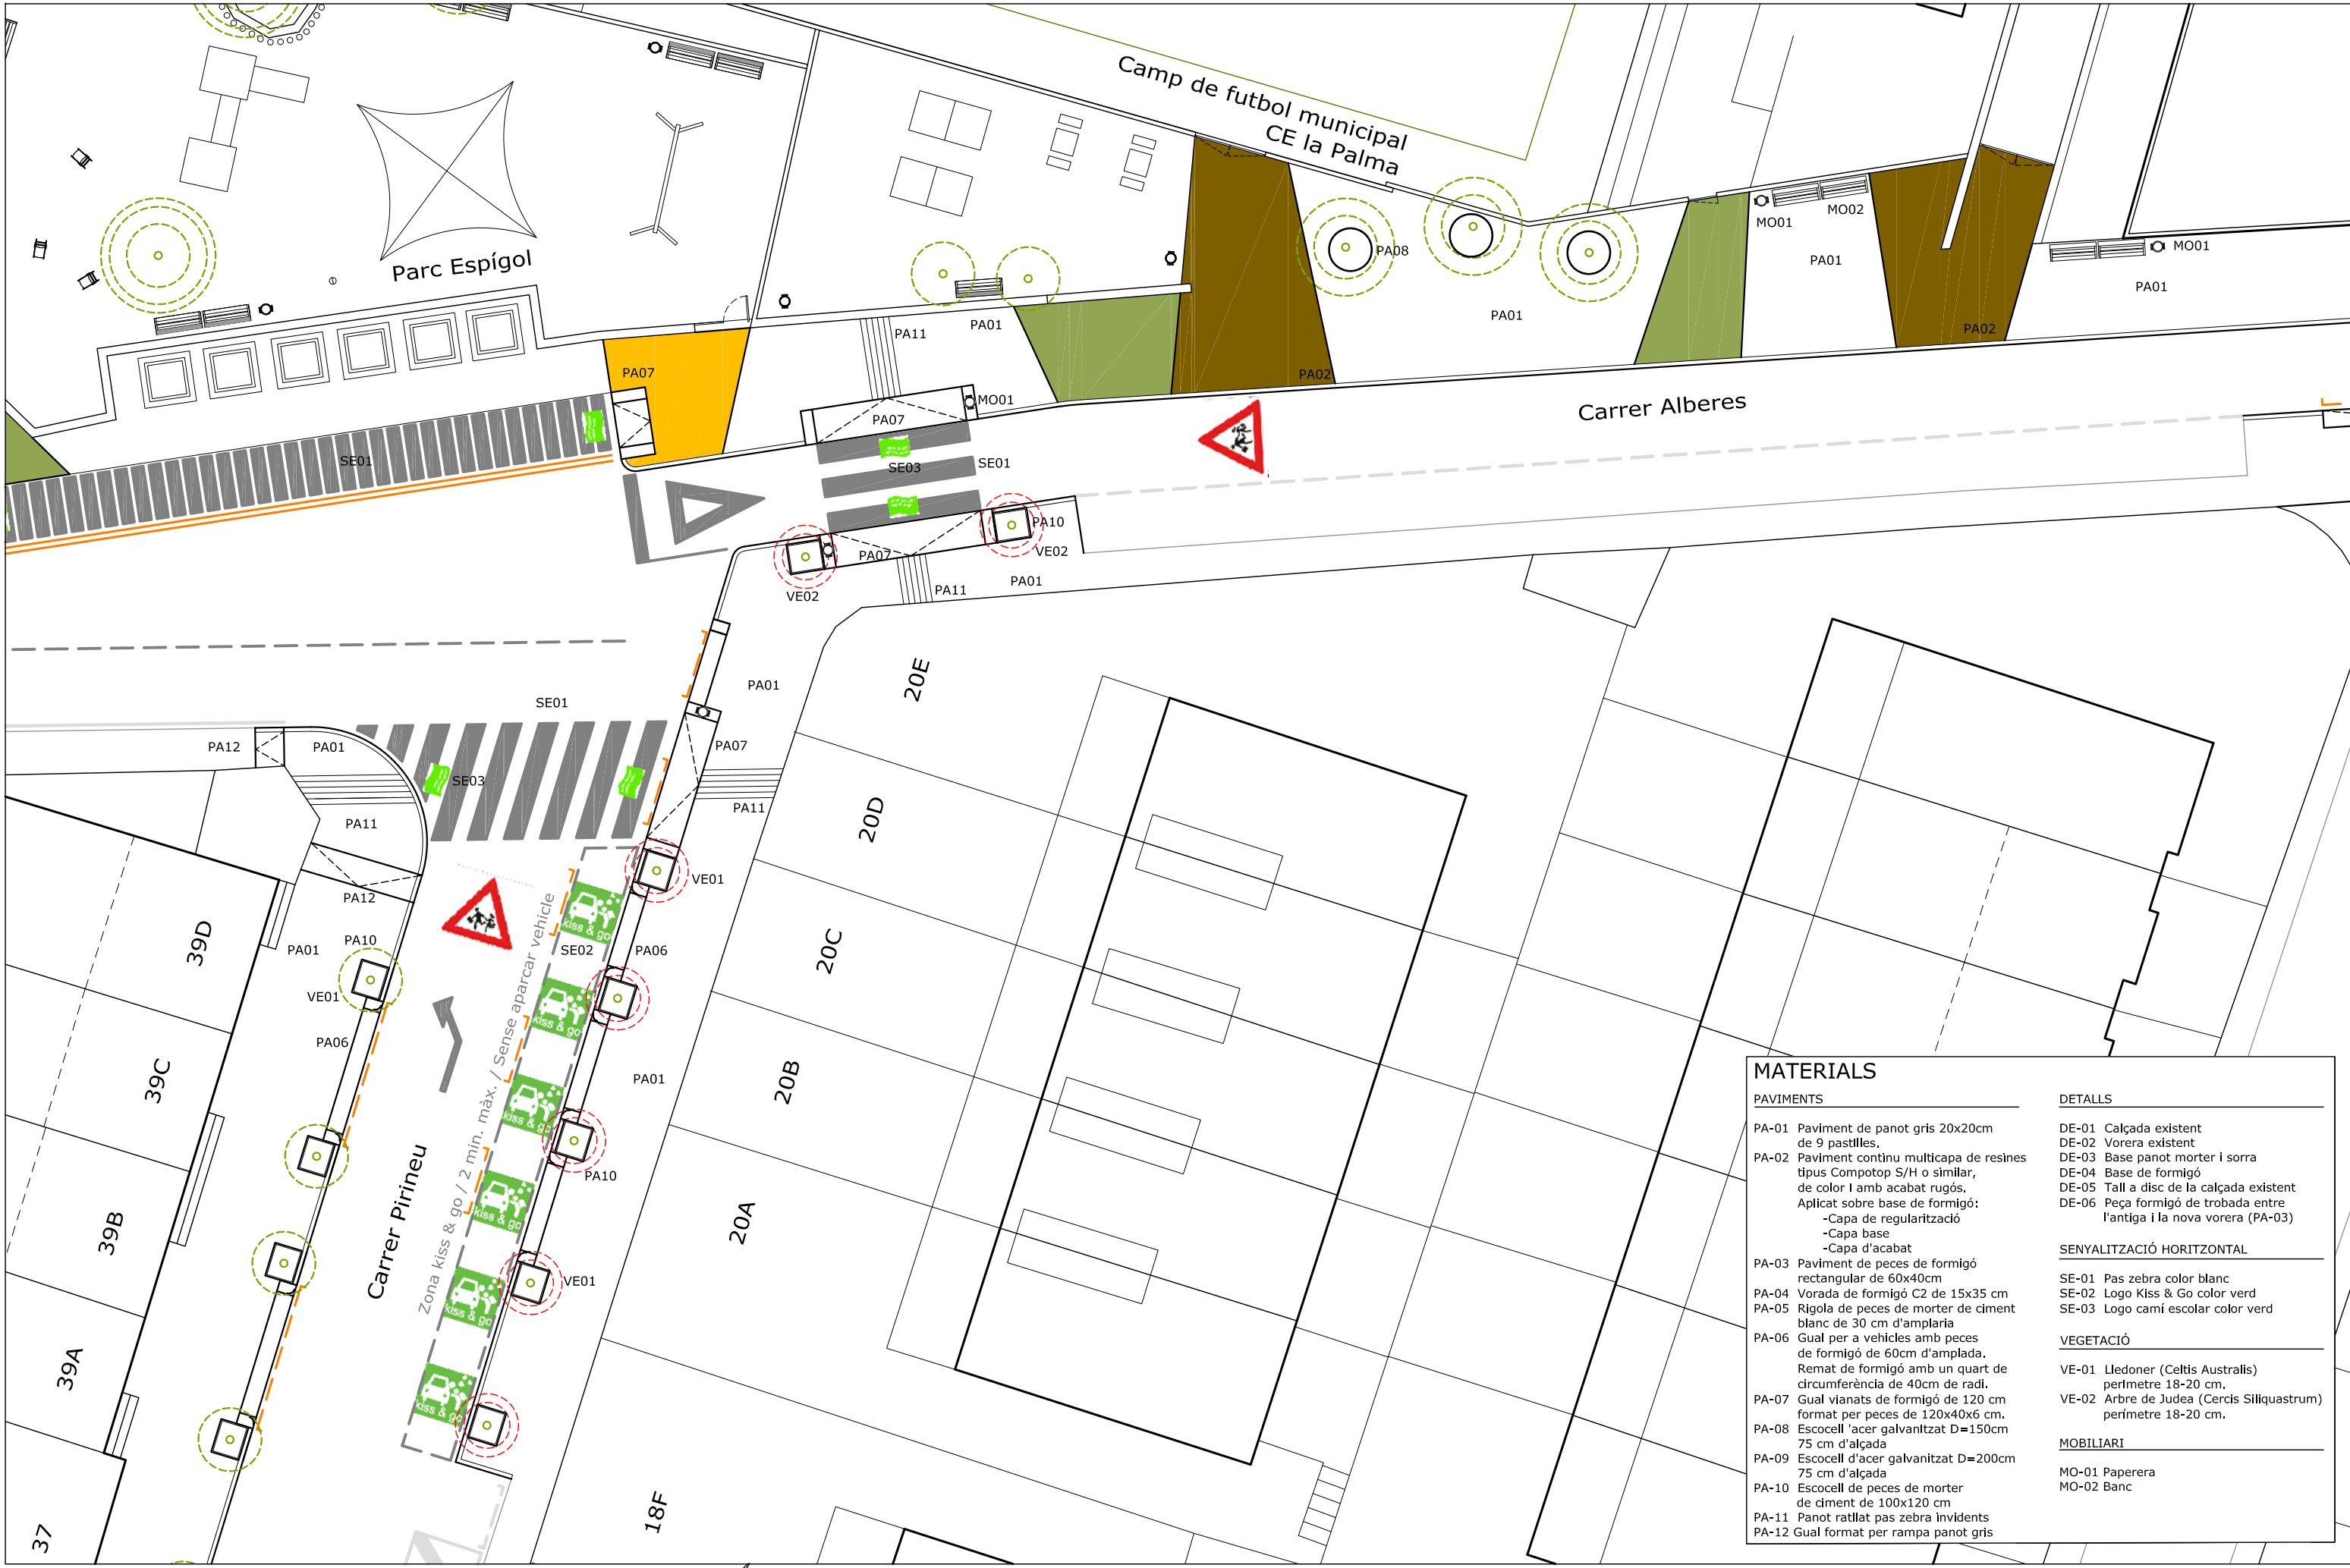 Camp de futbol municipal
CE la Palma
Parc Espígol
MO01
MO02
PA01
MO01
PA01
PA08
PA01
PA02
PA02
PA11
PA01
PA07
MO01
PA07
SE03
SE01
SE01
Carrer Alberes
PA10
VE02
PA07
PA11
PA01
VE02
SE01
PA01
20E
PA07
PA12
PA01
SE03
PA11
PA11
20D
PA12
VE01
PA01
PA10
39D
kiss & go
SE02
PA06
20C
VE01
kiss & go
PA06
39C
PA01
20B
kiss & go
PA10
Carrer Pirineu
Zona kiss & go / 2 min. màx. / Sense aparcar vehicle
kiss & go
20A
39B
VE01
kiss & go
39A
kiss & go
18F
37
MATERIALS
PAVIMENTS
PA-01 Paviment de panot gris 20x20cm
de 9 pastilles.
PA-02 Paviment continu multicapa de resines
tipus Compotop S/H o similar,
de color i amb acabat rugós.
Aplicat sobre base de formigó:
-Capa de regularització
-Capa base
-Capa d'acabat
PA-03 Paviment de peces de formigó
rectangular de 60x40cm
PA-04 Vorada de formigó C2 de 15x35 cm
PA-05 Rigola de peces de morter de ciment
blanc de 30 cm d'amplaria
PA-06 Gual per a vehicles amb peces
de formigó de 60cm d'amplada.
Remat de formigó amb un quart de
circumferència de 40cm de radi.
PA-07 Gual vianats de formigó de 120 cm
format per peces de 120x40x6 cm.
PA-08 Escocell 'acer galvanitzat D=150cm
75 cm d'alçada
PA-09 Escocell d'acer galvanitzat D=200cm
75 cm d'alçada
PA-10 Escocell de peces de morter
de ciment de 100x120 cm
PA-11 Panot ratllat pas zebra invidents
PA-12 Gual format per rampa panot gris
DETALLS
DE-01 Calçada existent
DE-02 Vorera existent
DE-03 Base panot morter i sorra
DE-04 Base de formigó
DE-05 Tall a disc de la calçada existent
DE-06 Peça formigó de trobada entre
l'antiga i la nova vorera (PA-03)
SENYALITZACIÓ HORITZONTAL
SE-01 Pas zebra color blanc
SE-02 Logo Kiss & Go color verd
SE-03 Logo camí escolar color verd
VEGETACIÓ
VE-01 Lledoner (Celtis Australis)
perimetre 18-20 cm.
VE-02 Arbre de Judea (Cercis Siliquastrum)
perímetre 18-20 cm.
MOBILIARI
MO-01 Paperera
MO-02 Banc